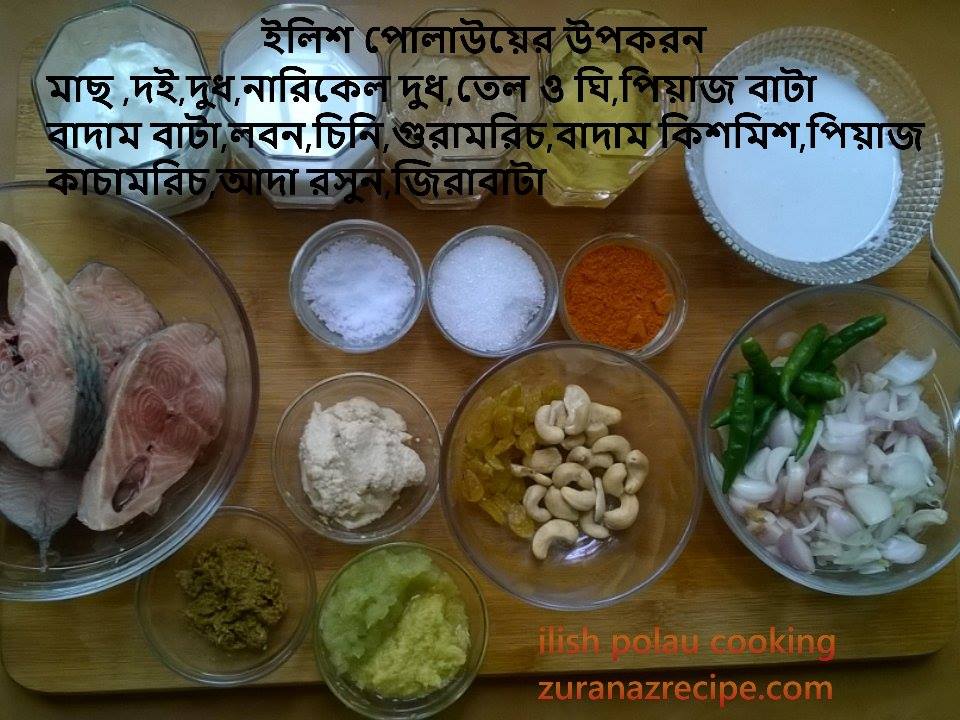 ইলিশ পোলাউয়ের উপকরন
মাছ ,দই,দুধ,নারিকেল দুধ,তেল ও ঘি,পিয়াজ বাটা
বাদাম বাটা,লবন,চিনি,গুরামরিচ,বাদাম কিশমিশ,পিয়াজ
কাচামরিচ,আদা রসুন,জিরাবাটা
ilish polau cooking
zuranazrecipe.com